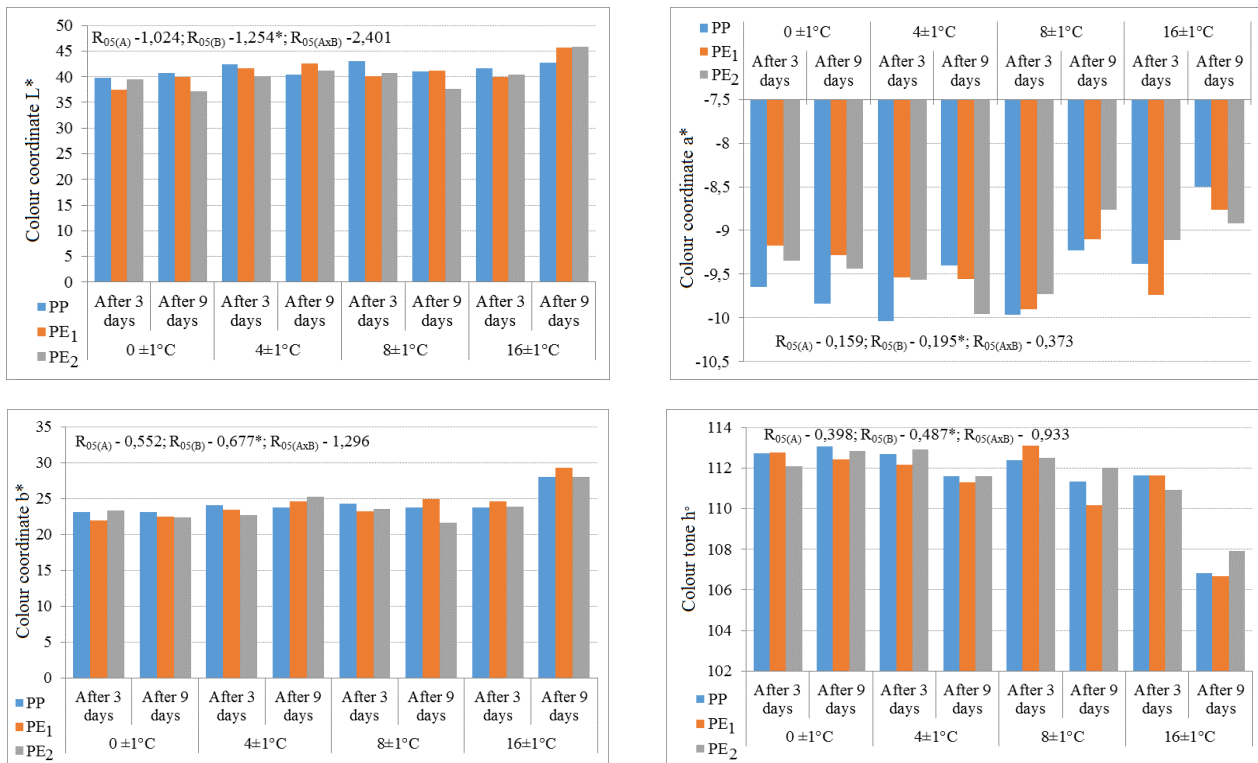 50
45
40
35
30
25
20
15
10
5
0
Colour coordinate L*
R05(A) -1,024; R05(B) -1,254*; R05(AxB) -2,401
After 3 days
After 9 days
After 3 days
After 9 days
After 3 days
After 9 days
After 3 days
After 9 days
0 ±1°C
4±1°C
8±1°C
16±1°C
PP
PE1
PE2
PP
PE1
PE2
0 ±1°C
4±1°C
8±1°C
16±1°C
After 3 days
After 9 days
After 3 days
After 9 days
After 3 days
After 9 days
After 3 days
After 9 days
-7,5
-8
-8,5
-9
-9,5
-10
-10,5
Colour coordinate a*
R05(A) - 0,159; R05(B) - 0,195*; R05(AxB) - 0,373
35
30
25
20
15
10
5
0
Colour coordinate b*
R05(A) - 0,552; R05(B) - 0,677*; R05(AxB) - 1,296
After 3 days
After 9 days
After 3 days
After 9 days
After 3 days
After 9 days
After 3 days
After 9 days
0 ±1°C
4±1°C
8±1°C
16±1°C
PP
PE1
PE2
114
112
110
108
106
104
102
Colour tone h°
R05(A) - 0,398; R05(B) - 0,487*; R05(AxB) - 0,933
After 3 days
After 9 days
After 3 days
After 9 days
After 3 days
After 9 days
After 3 days
After 9 days
0 ±1°C
4±1°C
8±1°C
16±1°C
PP
PE1
PE2